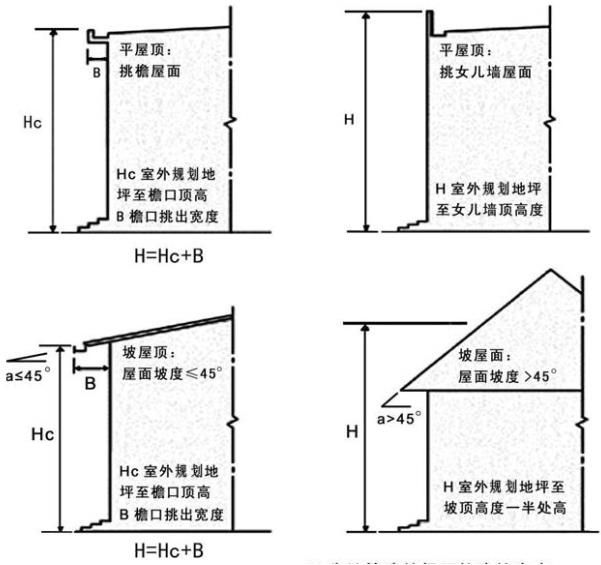 Hc
B
平屋顶:
挑檐屋面
Hc 室外规划地
坪至檐口顶高
B 檐口挑出宽度
H=Hc+B
H
平屋顶:
挑女儿墙屋面
H 室外规划地坪
至女儿墙顶高度
a≤45°
B
Hc
坡屋顶:
屋面坡度≤45°
Hc 室外规划地
坪至檐口顶高
B 檐口挑出宽度
H=Hc+B
H
a>45°
坡屋面:
屋面坡度>45°
H 室外规划地坪至
坡顶高度一半处高